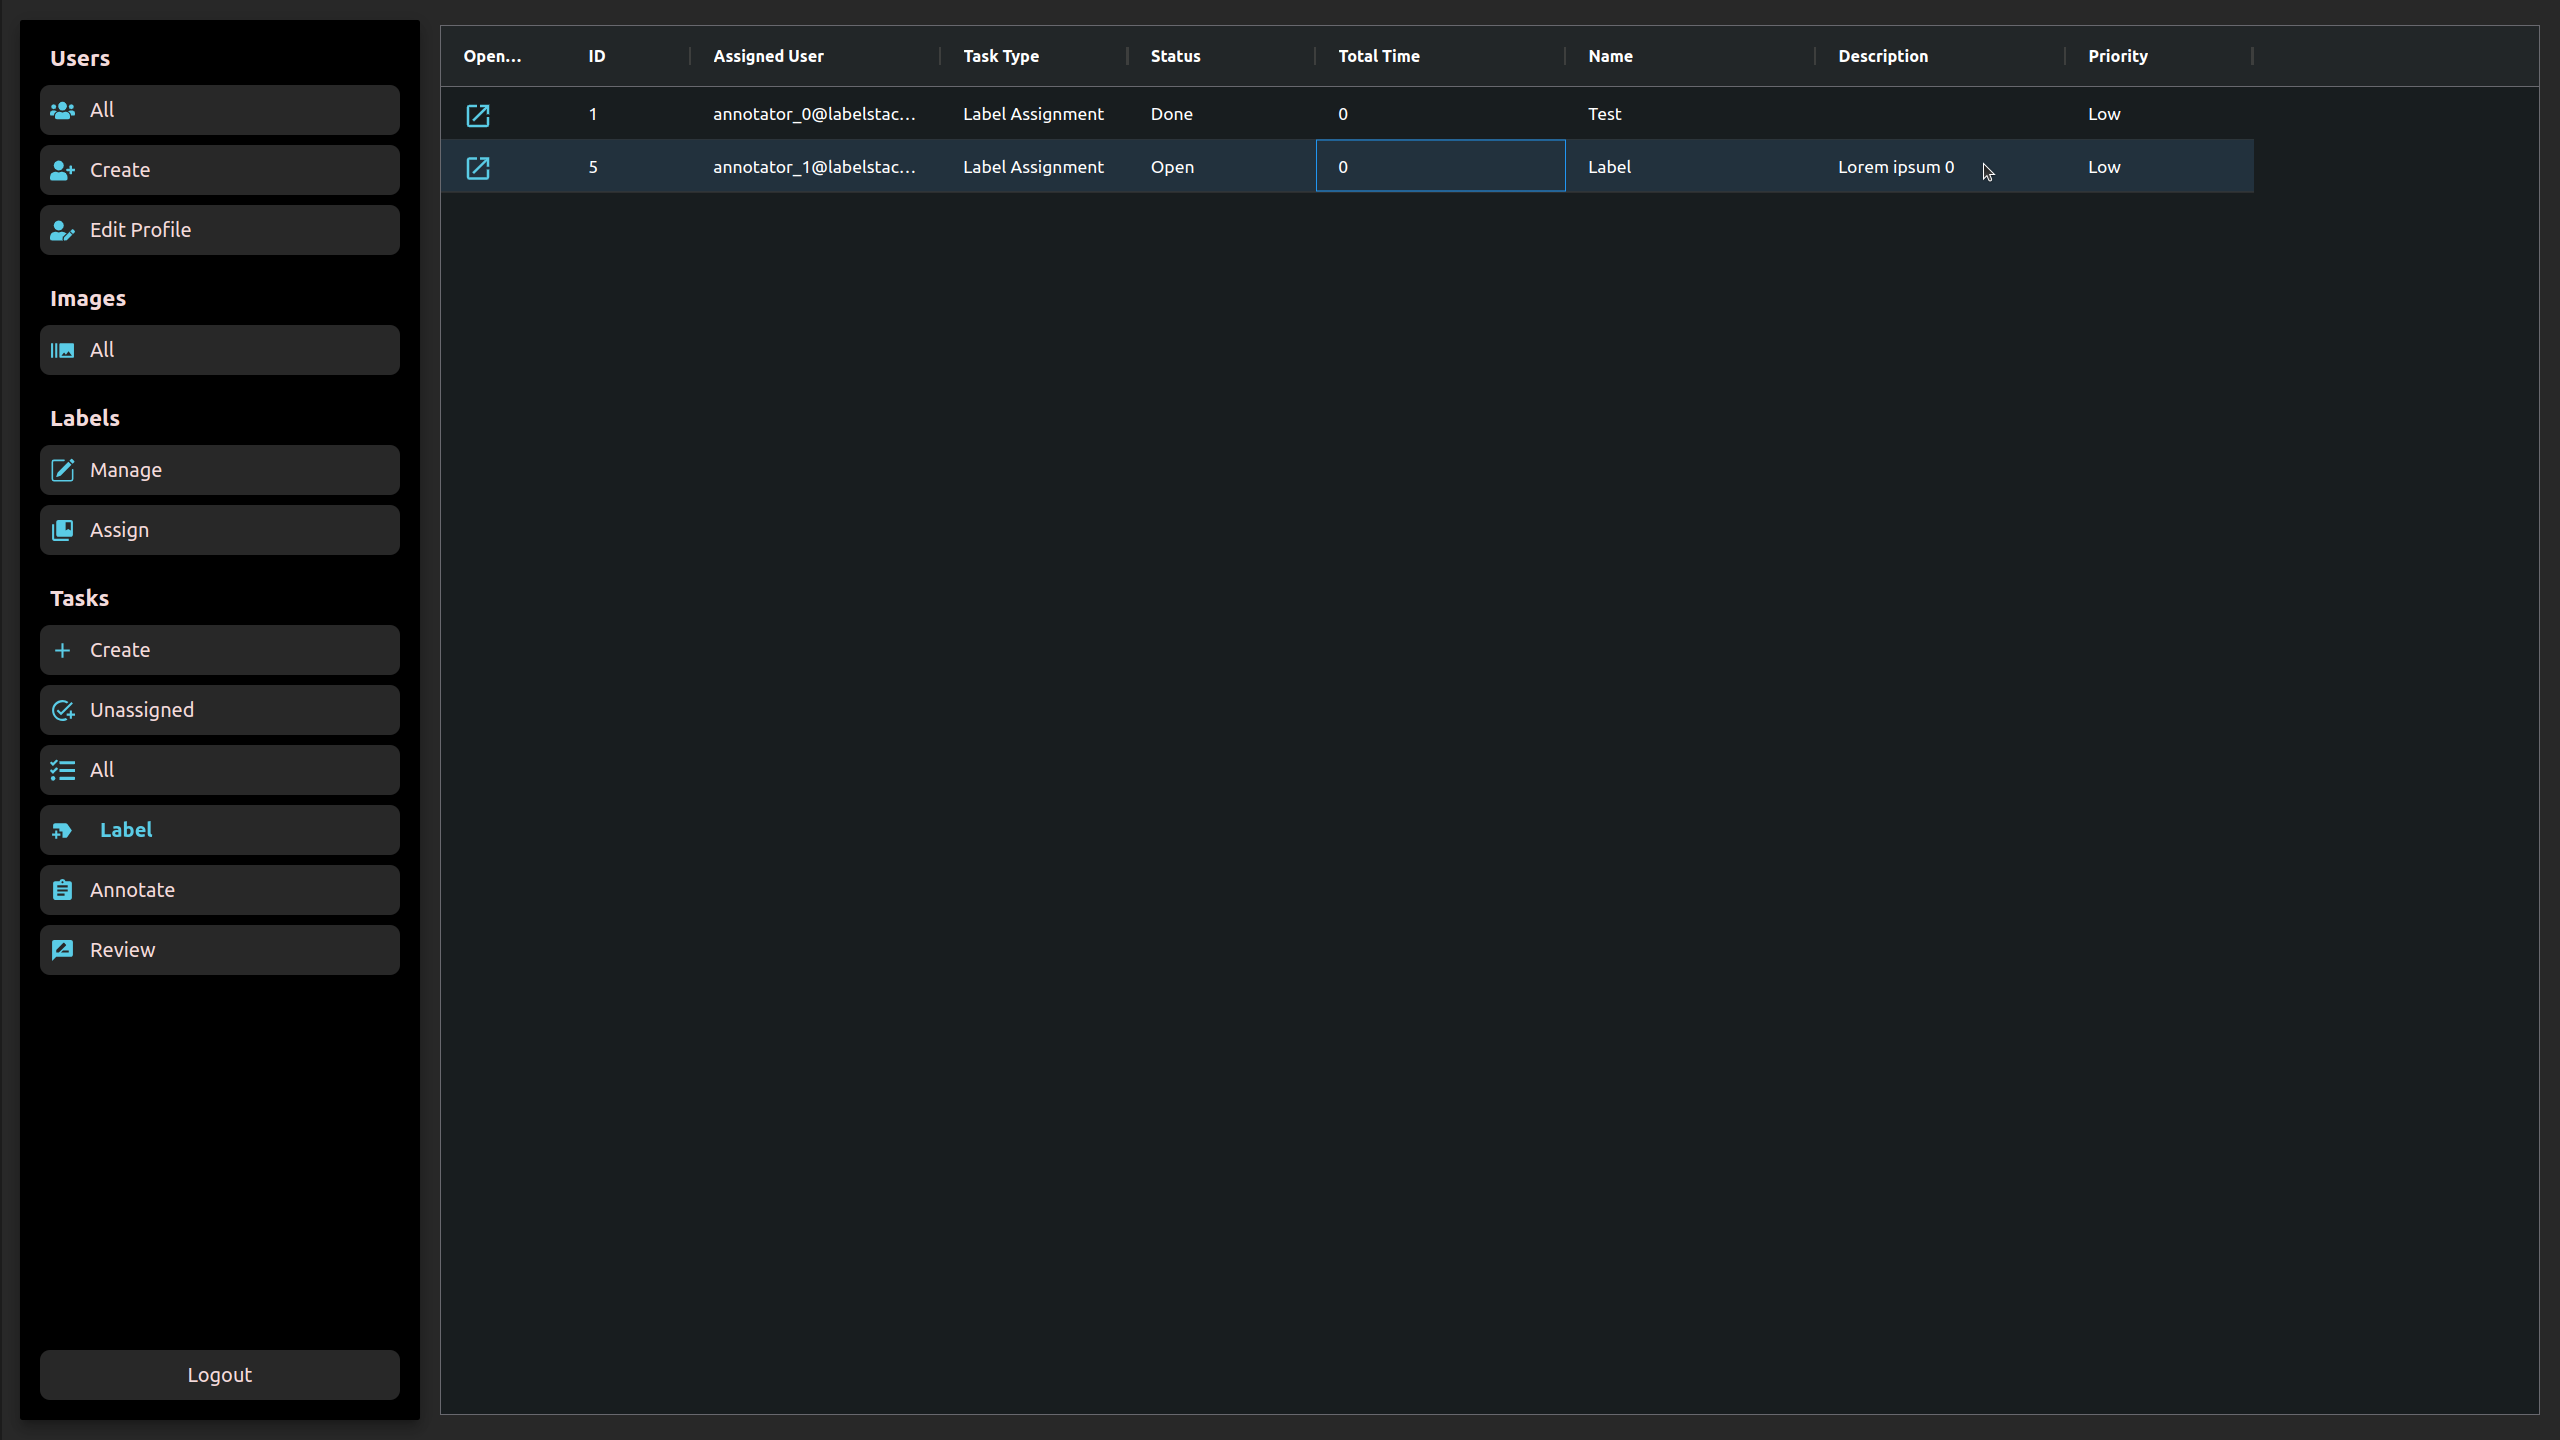 Users
All
Create
Edit Profile
Images
All
Labels
Manage
Assign
Tasks
Create
Unassigned
All
Label
Annotate
Review
Logout
Open... ID Assigned User Task Type Status Total Time Name Description Priority
1 annotator_0@labelstac... Label Assignment Done 0 Test Low
5 annotator_1@labelstac... Label Assignment Open 0 Label Lorem ipsum 0 Low